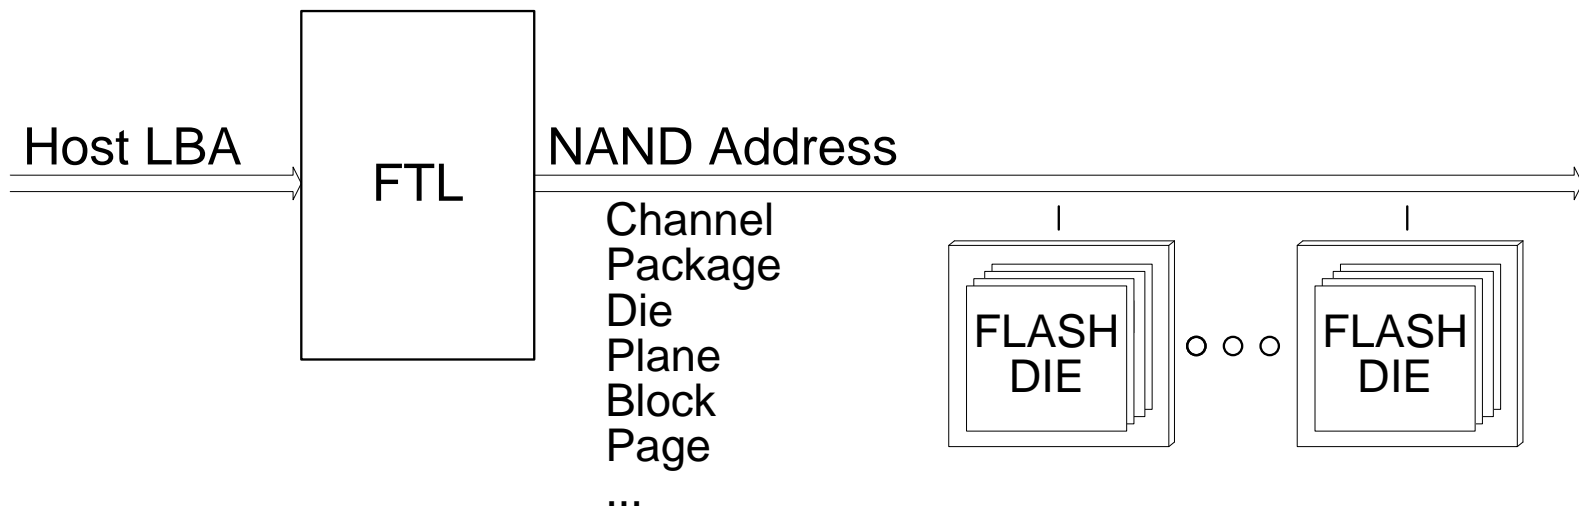 Host LBA
FTL
NAND Address
Channel
Package
Die
Plane
Block
Page
...
FLASH
DIE
FLASH
DIE